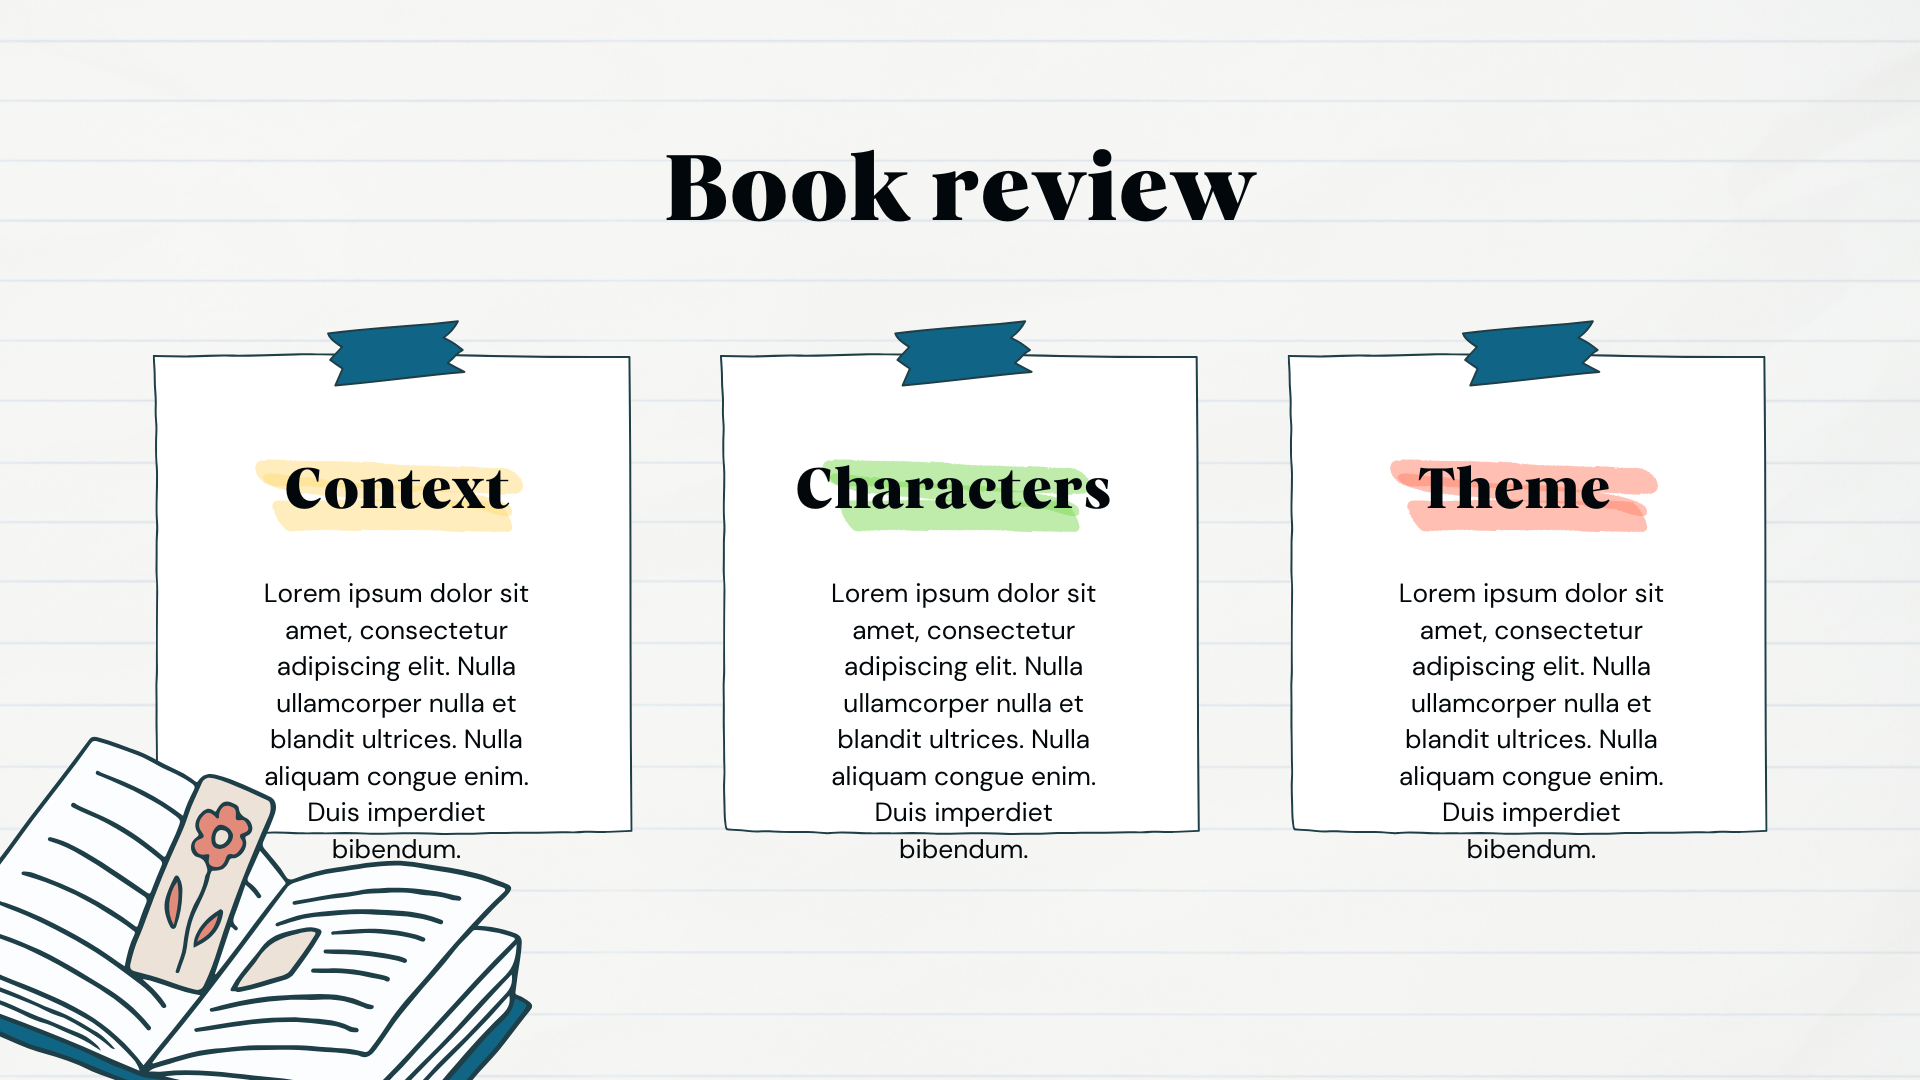 Book review
Context
Lorem ipsum dolor sit
amet, consectetur
adipiscing elit. Nulla
ullamcorper nulla et
blandit ultrices. Nulla
aliquam congue enim.
Duis imperdiet
bibendum.
Characters
Lorem ipsum dolor sit
amet, consectetur
adipiscing elit. Nulla
ullamcorper nulla et
blandit ultrices. Nulla
aliquam congue enim.
Duis imperdiet
bibendum.
Theme
Lorem ipsum dolor sit
amet, consectetur
adipiscing elit. Nulla
ullamcorper nulla et
blandit ultrices. Nulla
aliquam congue enim.
Duis imperdiet
bibendum.